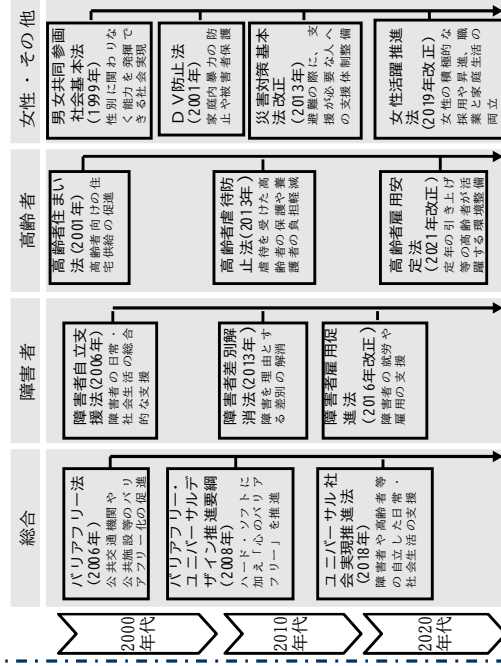 総合
障害者
高齢者
女性・その他
2000
年代
2010
年代
2020
年代
バリアフリー法
(2006年)
公共交通機関や
公共施設等のバリ
アフリー化の促進
バリアフリー・
ユニバーサルデ
ザイン推進要綱
(2008年)
ハード・ソフトに
加え「心のバリア
フリー」を推進
ユニバーサル社
会実現推進法
(2018年)
障害者や高齢者等
の自立した日常・
社会生活の支援
障害者自立支
援法(2006年)
障害者の日常・
社会生活の総合
的な支援
障害者差別解
消法(2013年)
障害を理由とす
る差別の解消
障害者雇用促
進法
(2016年改正)
障害者の就労や
雇用の支援
高齢者住まい
法(2001年)
高齢者向けの住
宅供給の促進
高齢者虐待防
止法(2013年)
虐待を受けた高
齢者の保護や養
護者の負担軽減
高齢者雇用安
定法
(2021年改正)
定年の引き上げ
等の高齢者が活
躍する環境整備
男女共同参画
社会基本法
(1999年)
性別に関わりな
く能力を発揮で
きる社会実現
ＤＶ防止法
(2001年)
家庭内暴力の防
止や被害者保護
災害対策基本
法改正
(2013年)
避難の際に、支
援が必要な人へ
の支援体制整備
女性活躍推進
法
(2019年改正)
女性の積極的な
採用や昇進、職
業と家庭生活の
両立